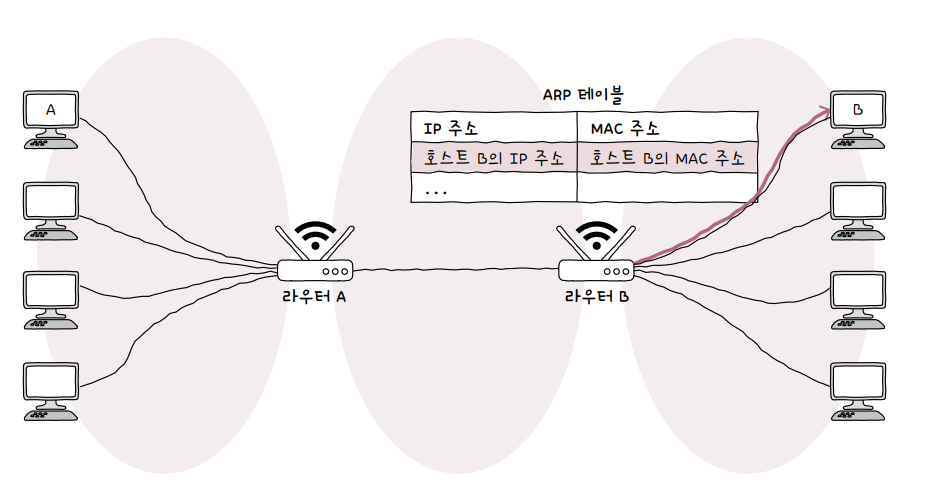 A
B
ARP 테이블
IP 주소
MAC 주소
호스트 B의 IP 주소
호스트 B의 MAC 주소
...
라우터 A
라우터 B